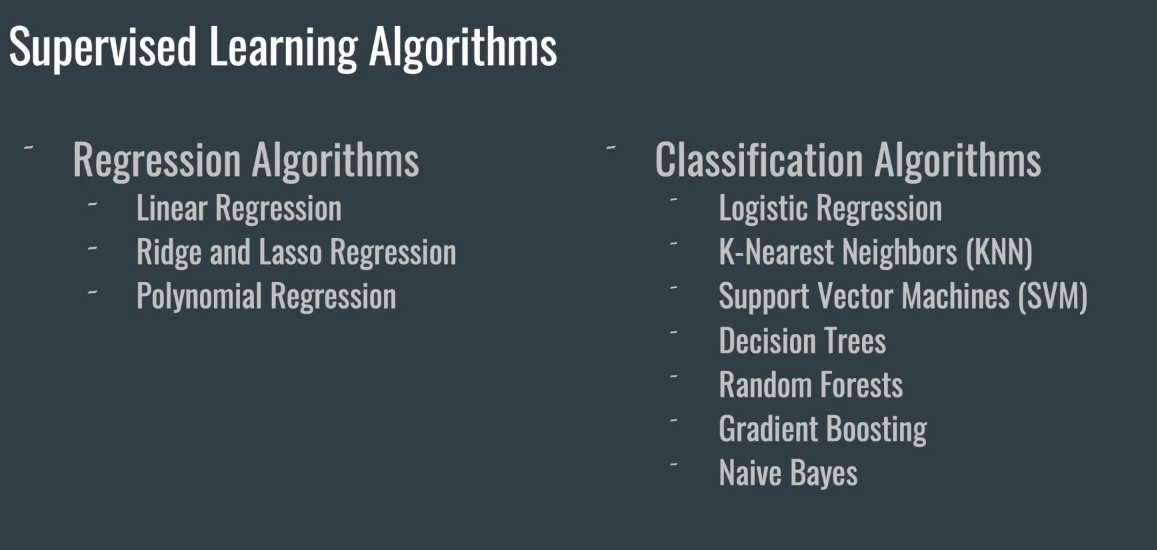 Supervised Learning Algorithms
- Regression Algorithms
- Linear Regression
- Ridge and Lasso Regression
- Polynomial Regression
- Classification Algorithms
- Logistic Regression
- K-Nearest Neighbors (KNN)
- Support Vector Machines (SVM)
- Decision Trees
- Random Forests
- Gradient Boosting
- Naive Bayes